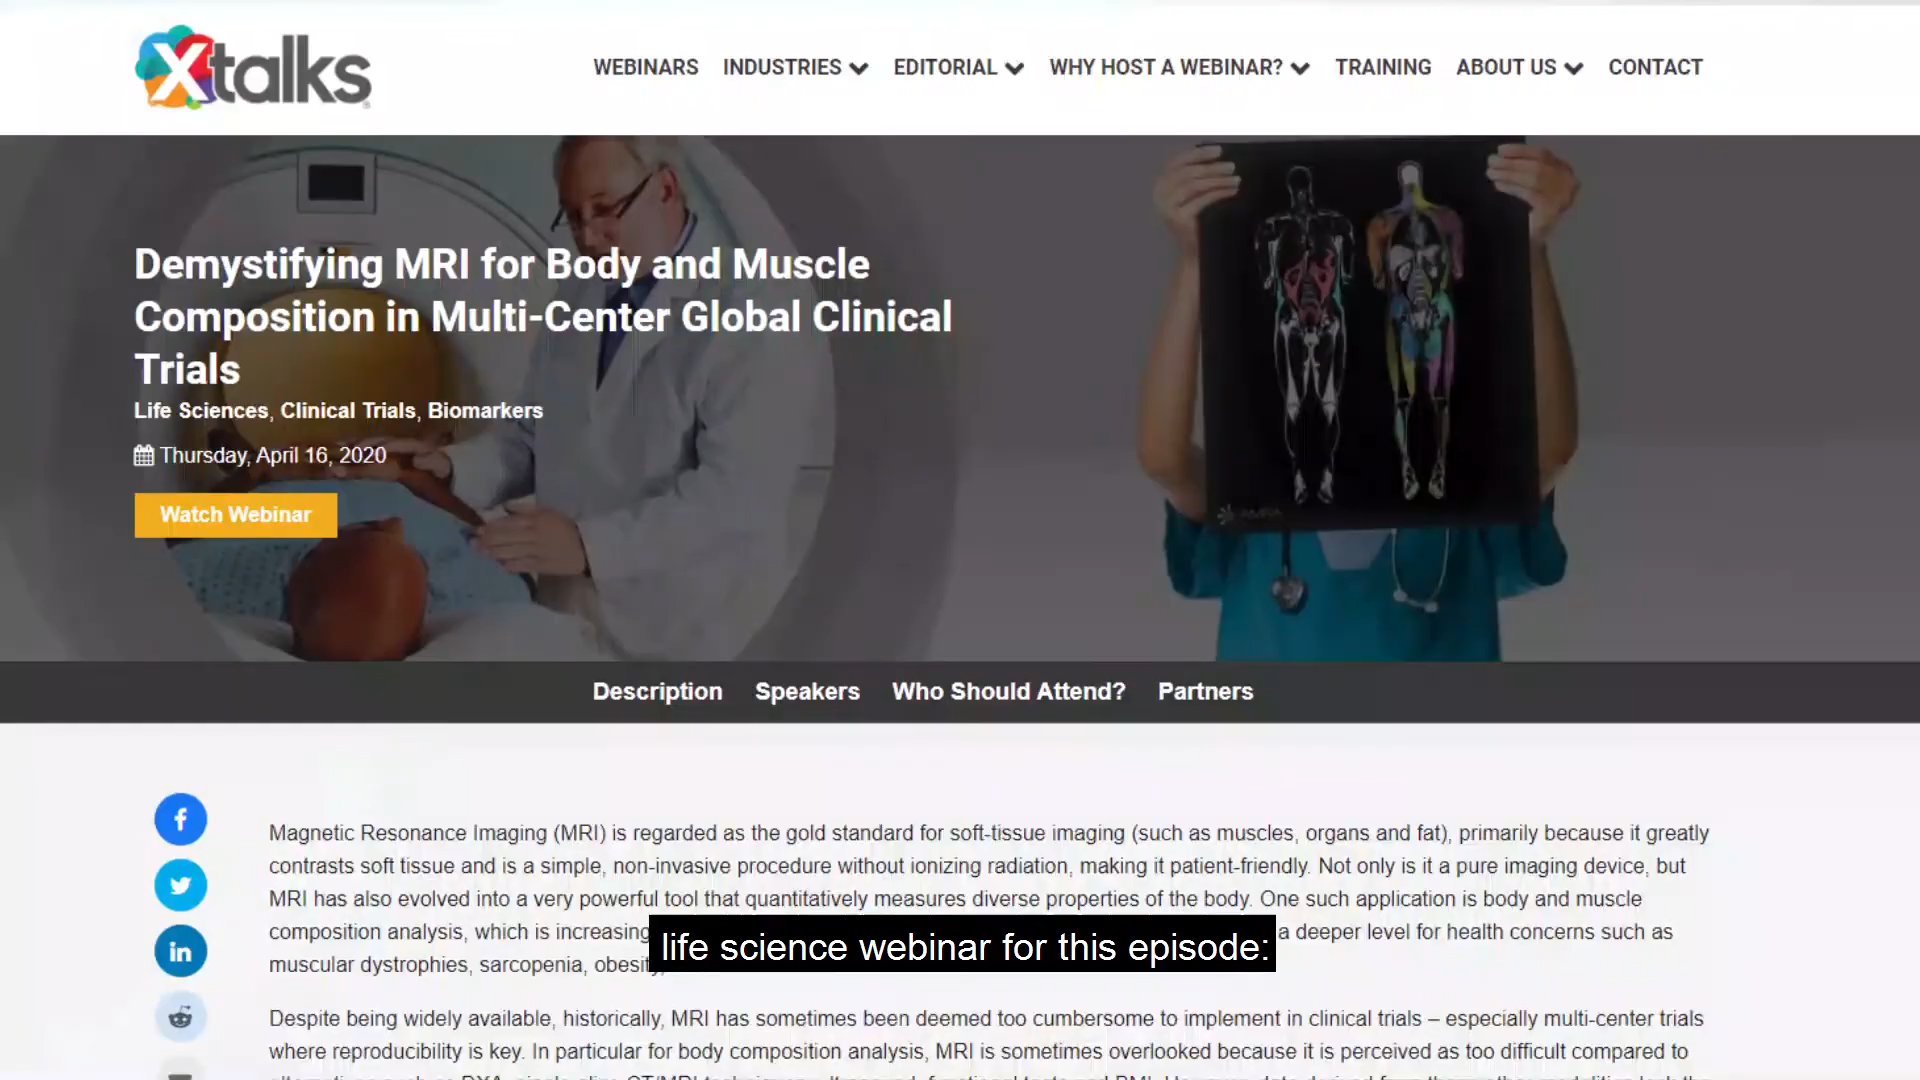 xtalks
WEBINARS INDUSTRIES EDITORIAL WHY HOST A WEBINAR? TRAINING ABOUT US CONTACT
Demystifying MRI for Body and Muscle
Composition in Multi-Center Global Clinical
Trials
Life Sciences, Clinical Trials, Biomarkers
Thursday, April 16, 2020
Watch Webinar
Description Speakers Who Should Attend? Partners
Magnetic Resonance Imaging (MRI) is regarded as the gold standard for soft-tissue imaging (such as muscles, organs and fat), primarily because it greatly
contrasts soft tissue and is a simple, non-invasive procedure without ionizing radiation, making it patient-friendly. Not only is it a pure imaging device, but
MRI has also evolved into a very powerful tool that quantitatively measures diverse properties of the body. One such application is body and muscle
composition analysis, which is increasing a deeper level for health concerns such as
life science webinar for this episode:
muscular dystrophies, sarcopenia, obesity,
Despite being widely available, historically, MRI has sometimes been deemed too cumbersome to implement in clinical trials – especially multi-center trials
where reproducibility is key. In particular for body composition analysis, MRI is sometimes overlooked because it is perceived as too difficult compared to